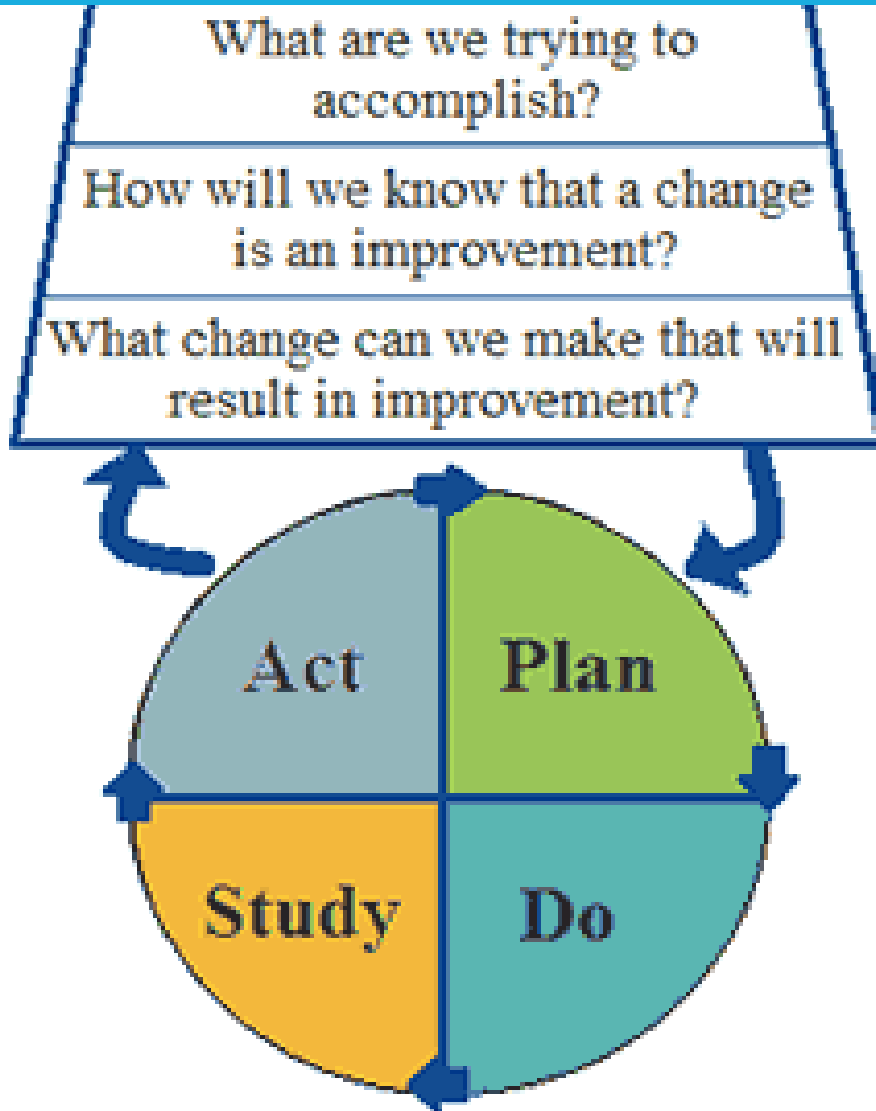 What are we trying to
accomplish?
How will we know that a change
is an improvement?
What change can we make that will
result in improvement?
Act
Plan
Study
Do